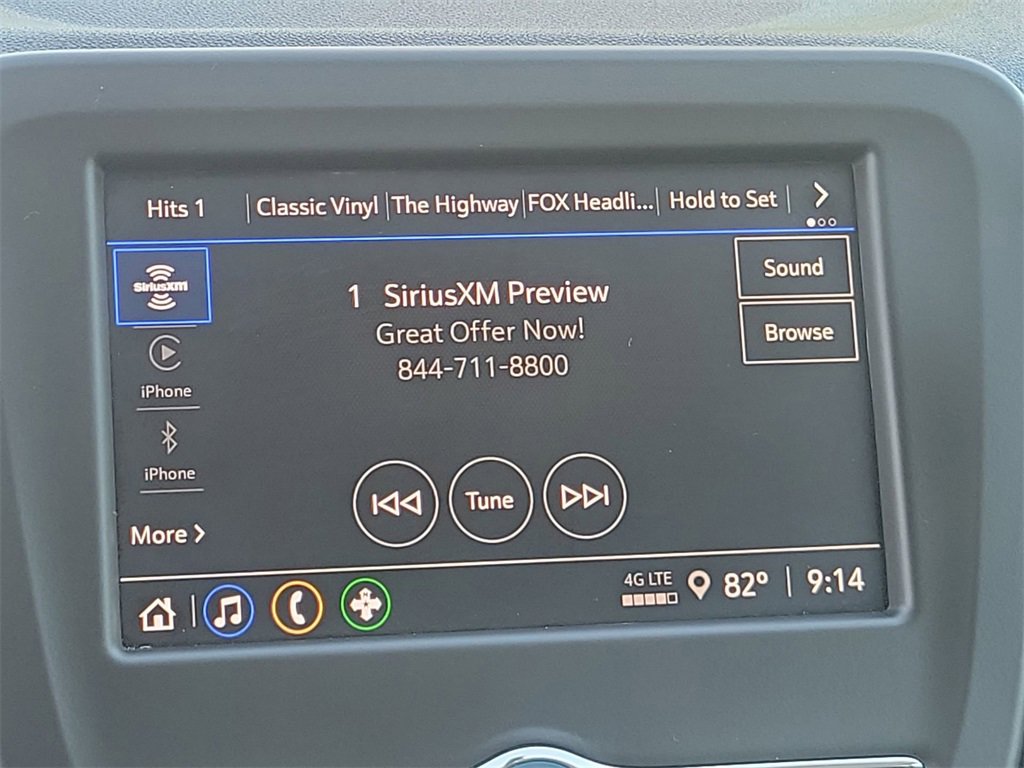 Hits 1 Classic Vinyl The Highway FOX Headli... Hold to Set
SiriusXM
Sound
1 SiriusXM Preview
Great Offer Now!
Browse
844-711-8800
iPhone
iPhone
Tune
More
4G LTE
82° 9:14